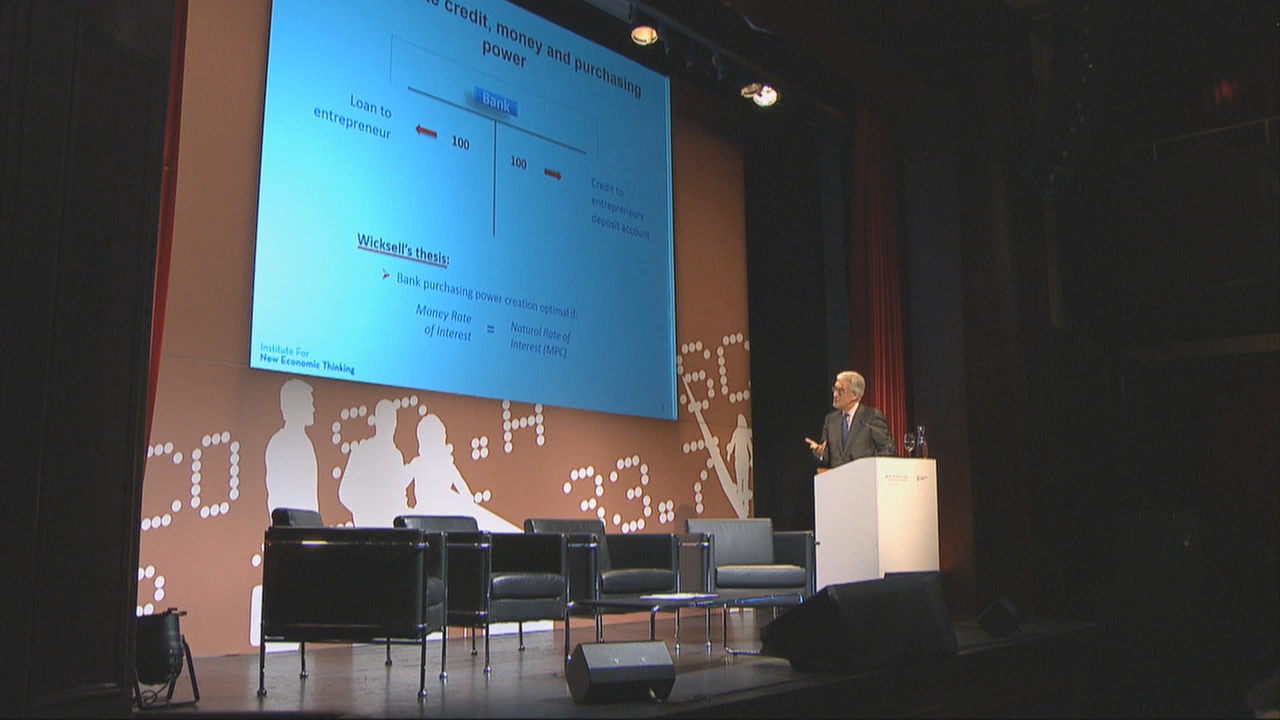 credit, money and purchasing
power
Bank
Loan to
entrepreneur
100
100
Credit to
entrepreneurs
deposit account
Wicksell's thesis:
Bank purchasing power creation optimal if:
Money Rate
of Interest
=
Natural Rate of
Interest (MPC)
Institute For
New Economic Thinking